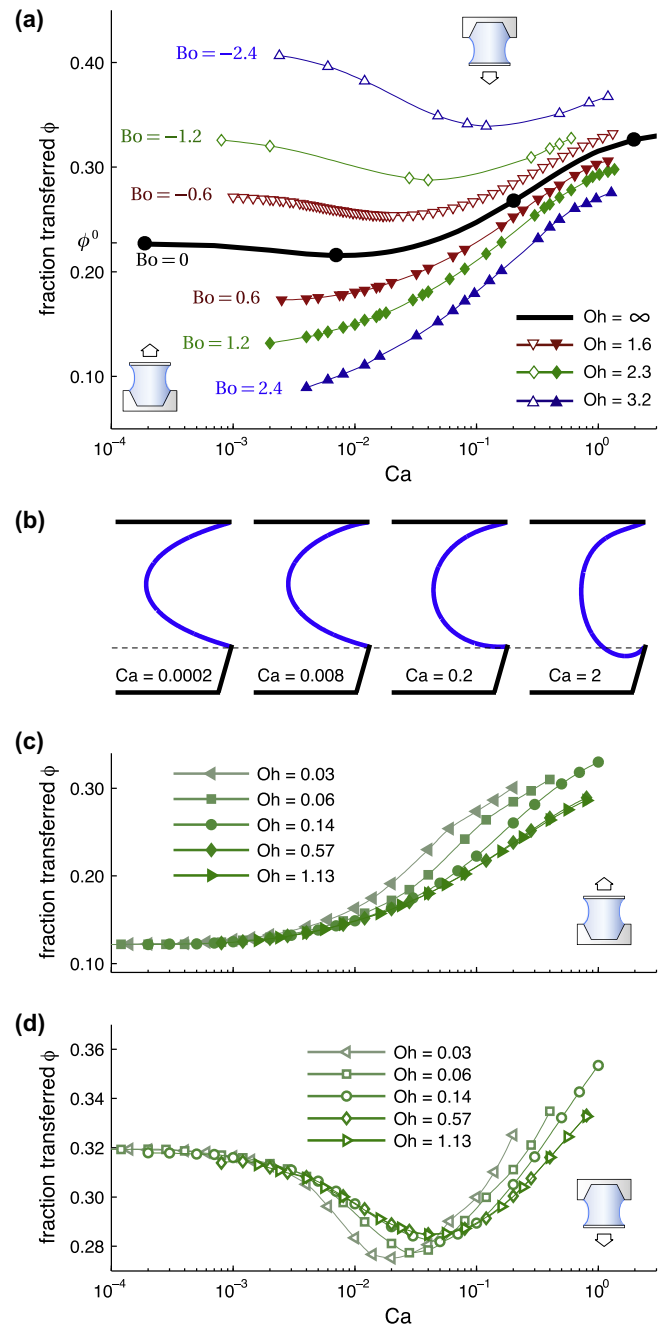 (a)
fraction transferred ϕ
0.40
0.30
ϕ⁰
0.20
0.10
Bo = −2.4
Bo = −1.2
Bo = −0.6
Bo = 0
Bo = 0.6
Bo = 1.2
Bo = 2.4
Oh = ∞
Oh = 1.6
Oh = 2.3
Oh = 3.2
10⁻⁴ 10⁻³ 10⁻² 10⁻¹ 10⁰
Ca
(b)
Ca = 0.0002 Ca = 0.008 Ca = 0.2 Ca = 2
(c)
fraction transferred ϕ
0.30
0.20
0.10
Oh = 0.03
Oh = 0.06
Oh = 0.14
Oh = 0.57
Oh = 1.13
(d)
fraction transferred ϕ
0.36
0.34
0.32
0.30
0.28
Oh = 0.03
Oh = 0.06
Oh = 0.14
Oh = 0.57
Oh = 1.13
10⁻⁴ 10⁻³ 10⁻² 10⁻¹ 10⁰
Ca